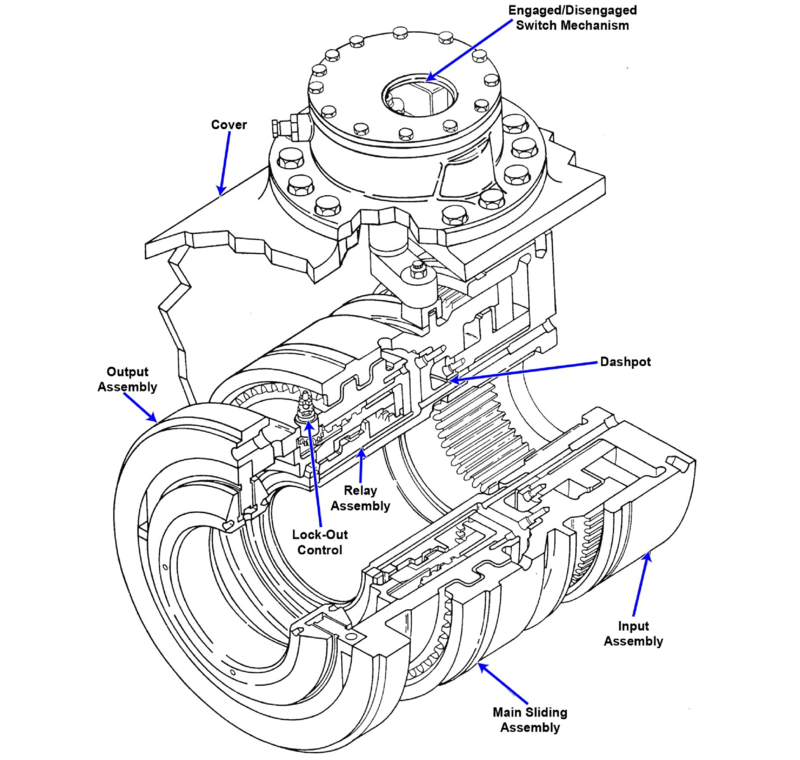 Engaged/Disengaged
Switch Mechanism
Cover
Output
Assembly
Dashpot
Relay
Assembly
Lock-Out
Control
Input
Assembly
Main Sliding
Assembly